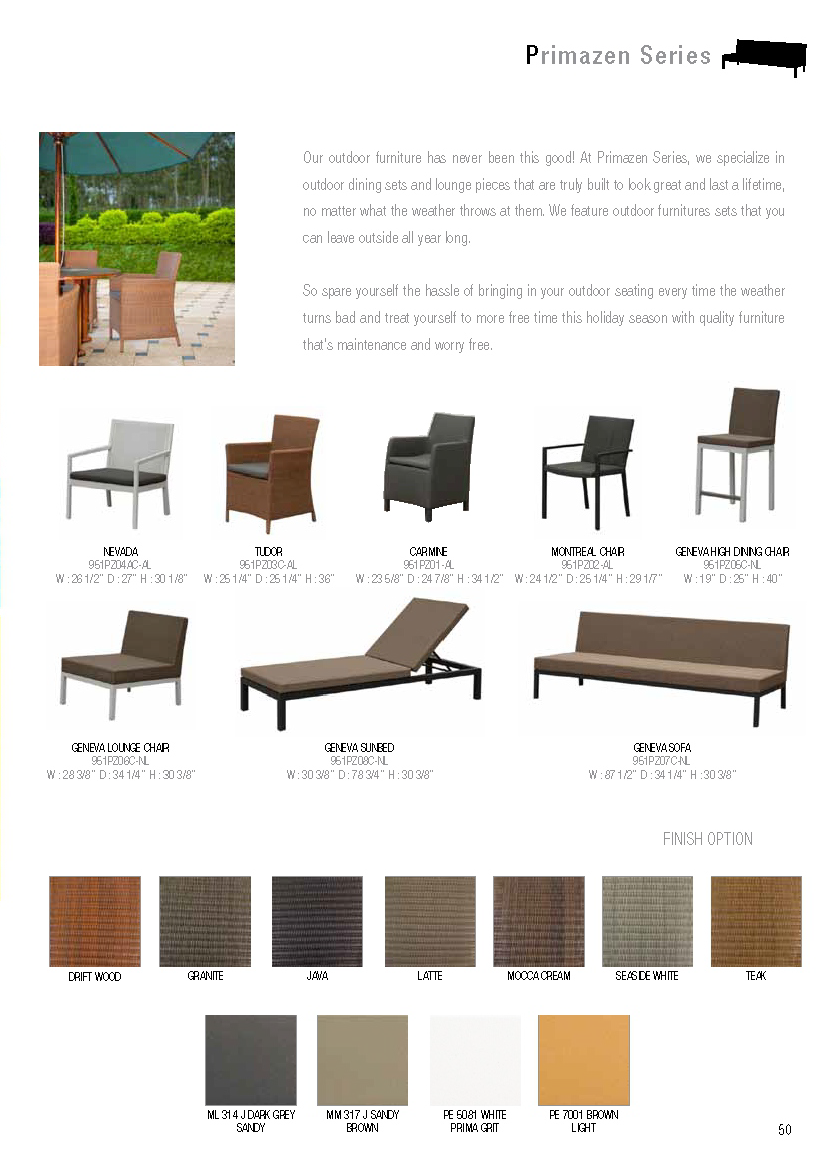 Primazen Series
Our outdoor furniture has never been this good! At Primazen Series, we specialize in
outdoor dining sets and lounge pieces that are truly built to look great and last a lifetime,
no matter what the weather throws at them. We feature outdoor furnitures sets that you
can leave outside all year long.
So spare yourself the hassle of bringing in your outdoor seating every time the weather
turns bad and treat yourself to more free time this holiday season with quality furniture
that's maintenance and worry free.
NEVADA
951PZ04AC-AL
W : 26 1/2" D : 27" H : 30 1/8"
TUDOR
951PZ03C-AL
W : 25 1/4" D : 25 1/4" H : 36"
CARMINE
951PZ01-AL
W : 23 5/8" D : 24 7/8" H : 34 1/2"
MONTREAL CHAIR
951PZ02-AL
W : 24 1/2" D : 25 1/4" H : 29 1/7"
GENEVA HIGH DINING CHAIR
951PZ05C-NL
W : 19" D : 25" H : 40"
GENEVA LOUNGE CHAIR
951PZ06C-NL
W : 28 3/8" D : 34 1/4" H : 30 3/8"
GENEVA SUNBED
951PZ08C-NL
W : 30 3/8" D : 78 3/4" H : 30 3/8"
GENEVA SOFA
951PZ07C-NL
W : 87 1/2" D : 34 1/4" H : 30 3/8"
FINISH OPTION
DRIFT WOOD
GRANITE
JAVA
LATTE
MOCCA CREAM
SEASIDE WHITE
TEAK
ML 314 J DARK GREY
SANDY
MM 317 J SANDY
BROWN
PE 5081 WHITE
PRIMA GRIT
PE 7001 BROWN
LIGHT
50